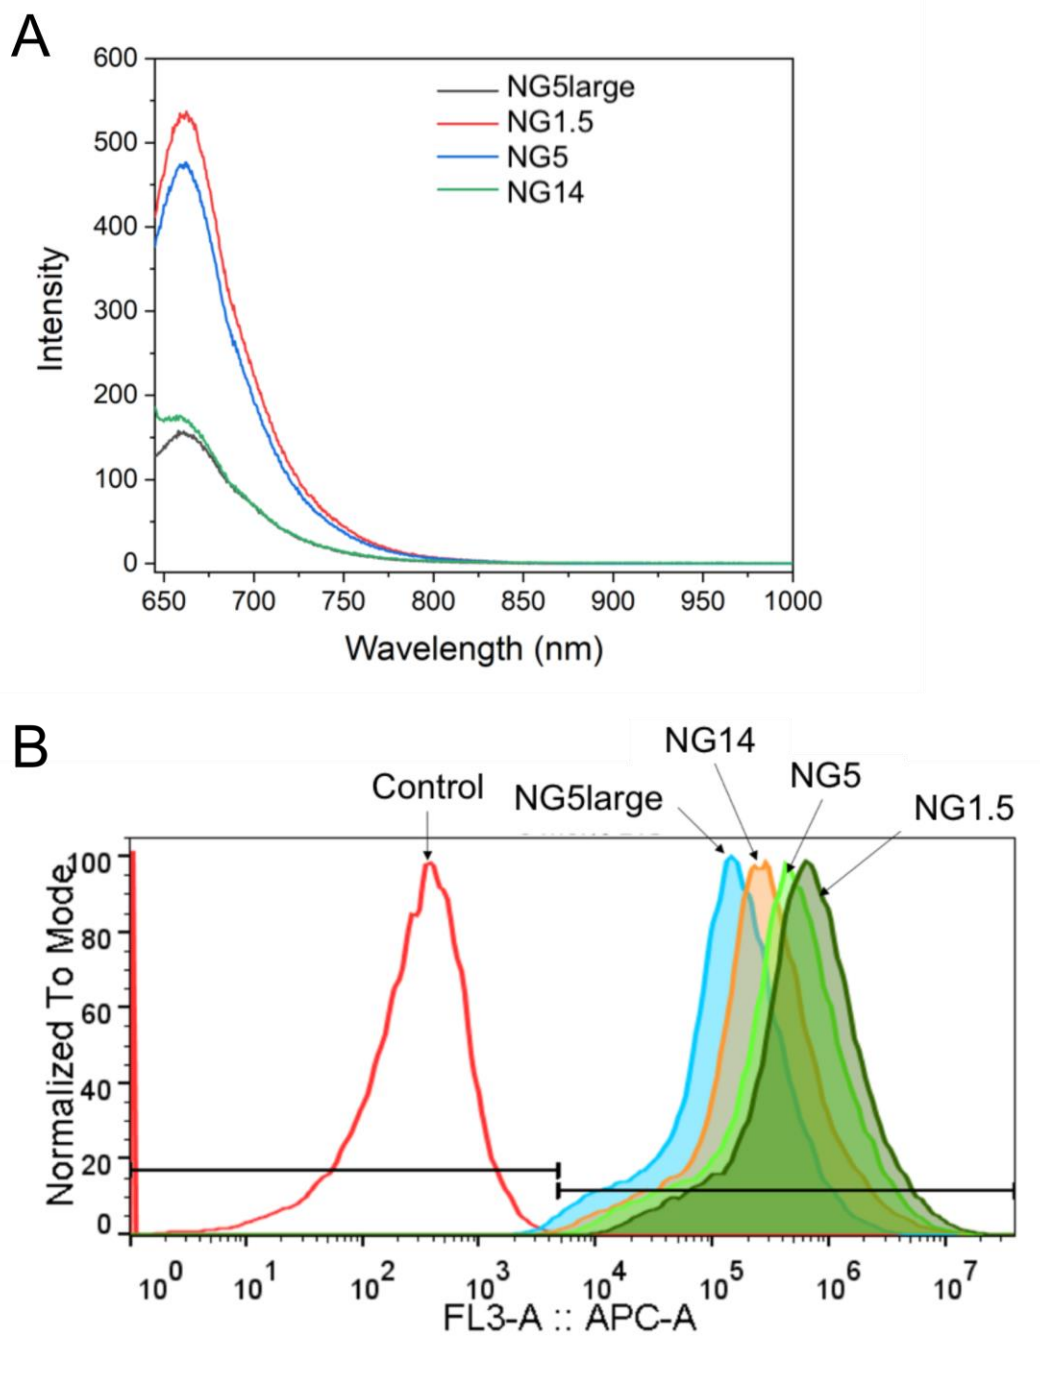 A
600
500
400
300
200
100
0
Intensity
NG5large
NG1.5
NG5
NG14
650 700 750 800 850 900 950 1000
Wavelength (nm)
B
NG14
NG5
Control
NG5large
NG1.5
100
80
60
40
20
0
Normalized To Mode
10^0 10^1 10^2 10^3 10^4 10^5 10^6 10^7
FL3-A :: APC-A